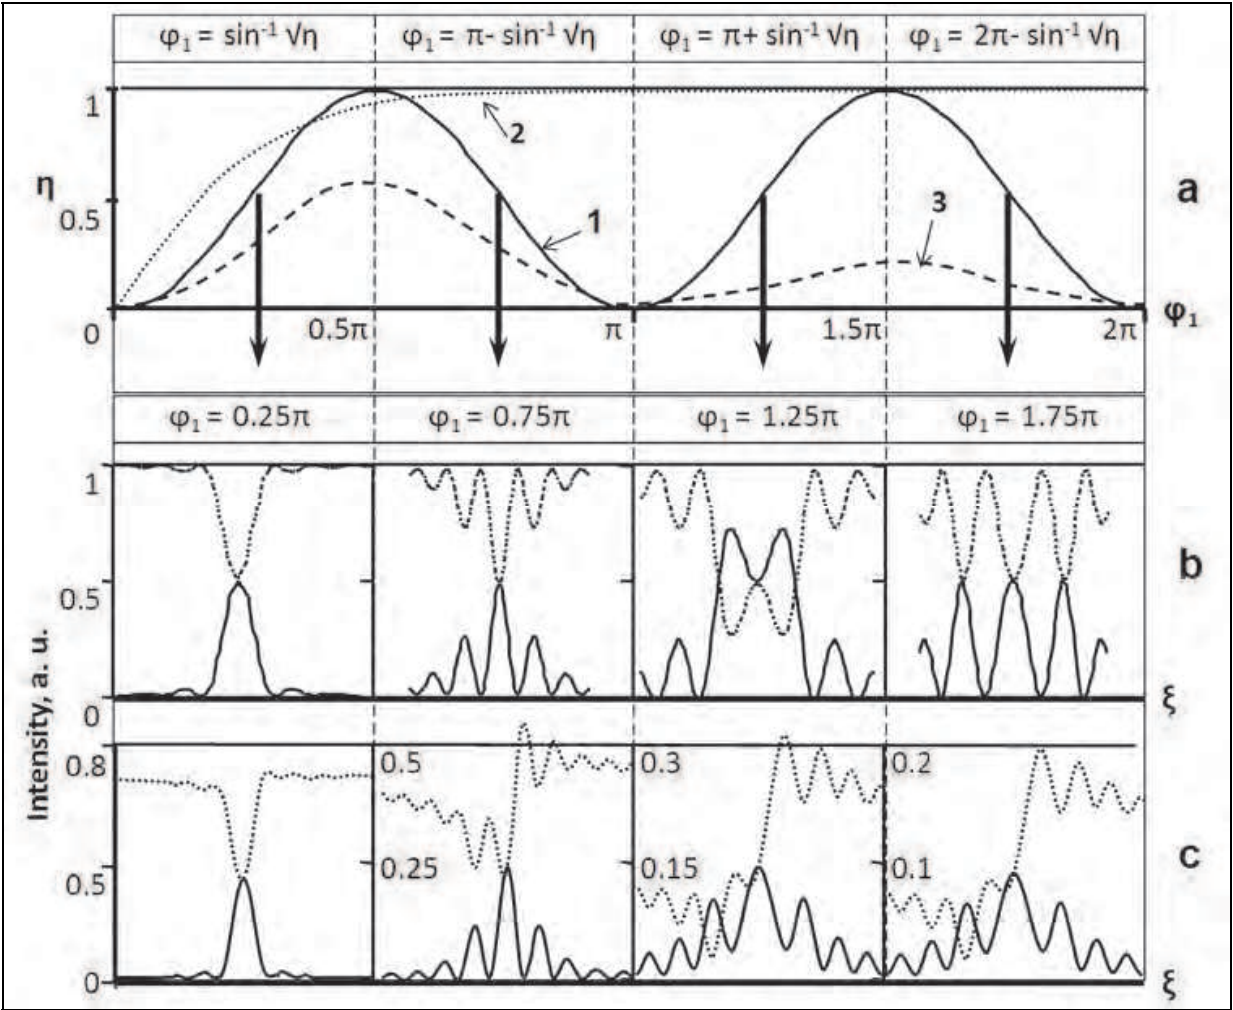 φ₁ = sin⁻¹ √η φ₁ = π- sin⁻¹ √η φ₁ = π+ sin⁻¹ √η φ₁ = 2π- sin⁻¹ √η
1
2
η
a
0.5
3
1
0 0.5π π 1.5π 2π φ₁
φ₁ = 0.25π φ₁ = 0.75π φ₁ = 1.25π φ₁ = 1.75π
1
b
0.5
0
ξ
Intensity, a. u.
0.8 0.5 0.3 0.2
c
0.5 0.25 0.15 0.1
0
ξ